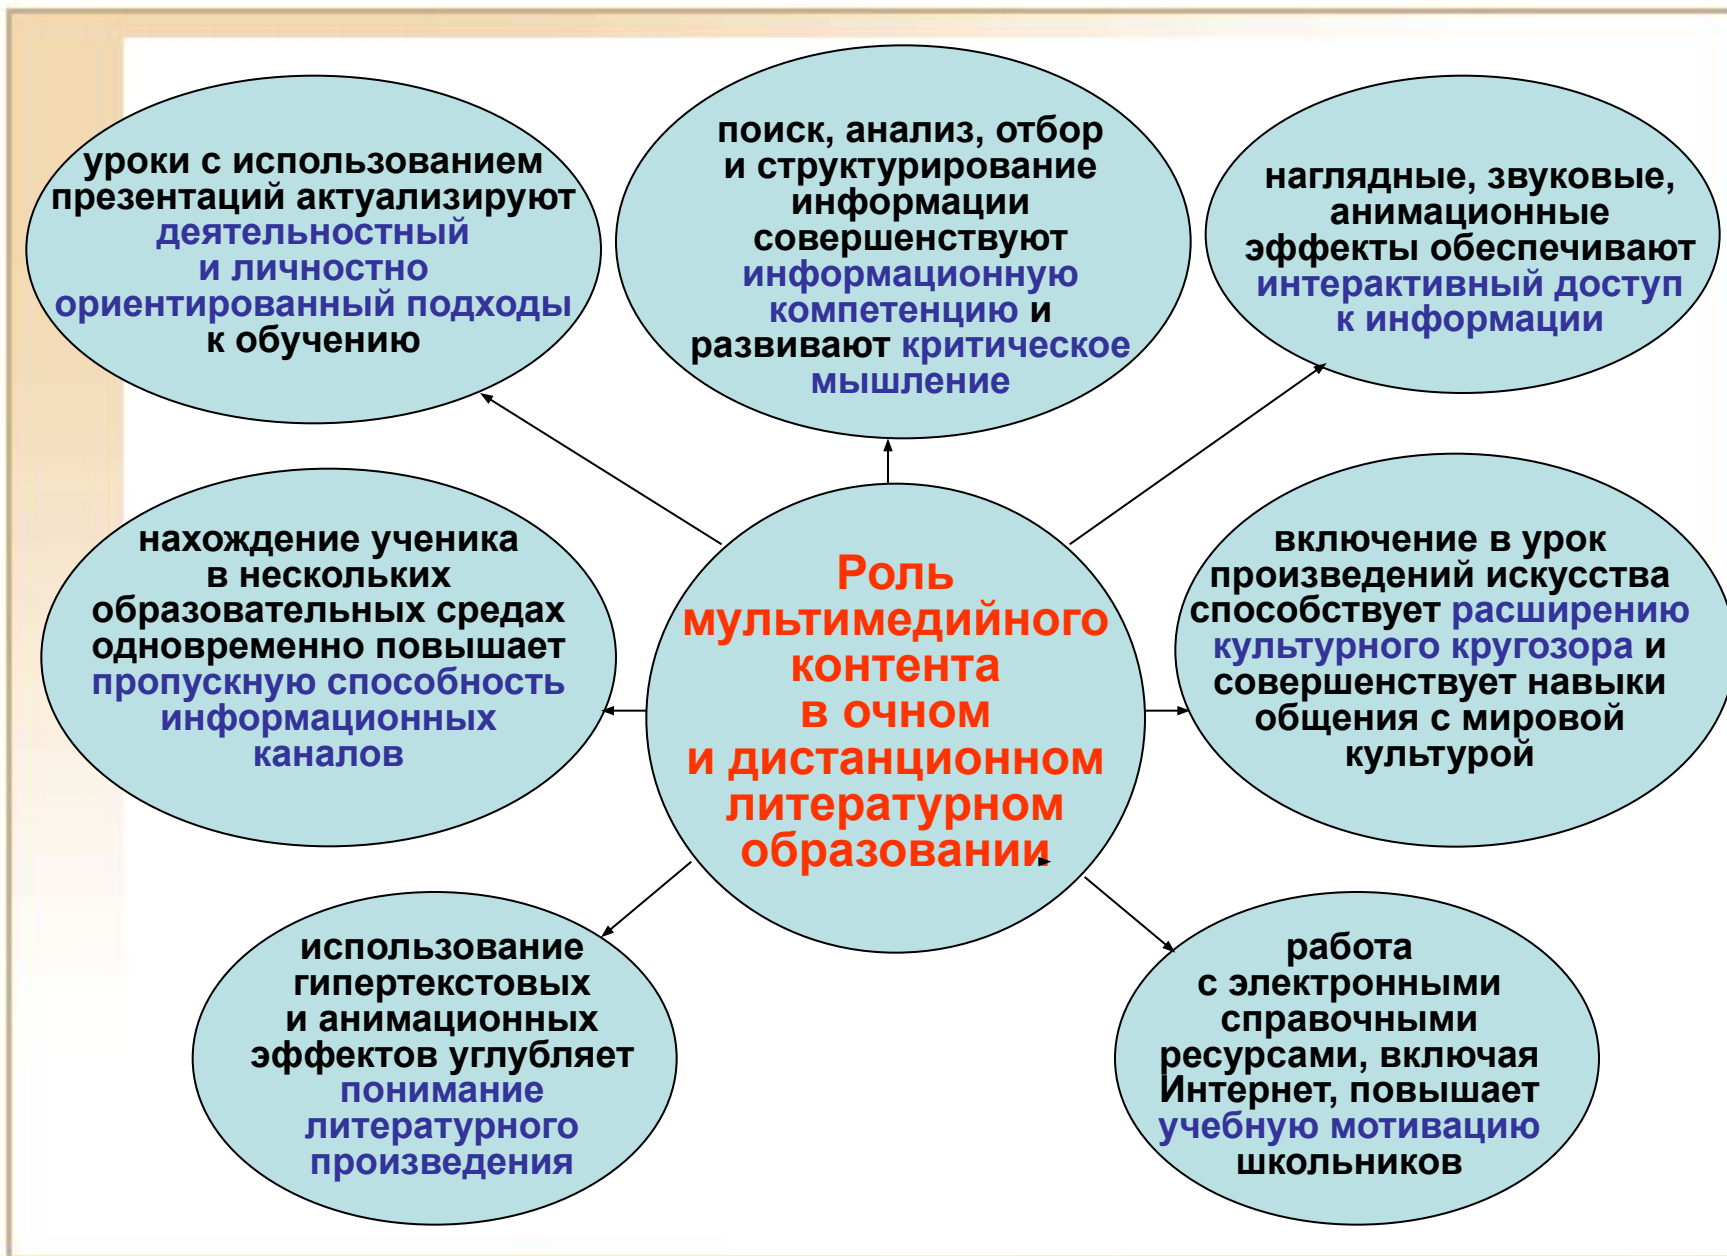 уроки с использованием
презентаций актуализируют
деятельностный
и личностно
ориентированный подходы
к обучению
поиск, анализ, отбор
и структурирование
информации
совершенствуют
информационную
компетенцию и
развивают критическое
мышление
наглядные, звуковые,
анимационные
эффекты обеспечивают
интерактивный доступ
к информации
нахождение ученика
в нескольких
образовательных средах
одновременно повышает
пропускную способность
информационных
каналов
Роль
мультимедийного
контента
в очном
и дистанционном
литературном
образовании
включение в урок
произведений искусства
способствует расширению
культурного кругозора и
совершенствует навыки
общения с мировой
культурой
использование
гипертекстовых
и анимационных
эффектов углубляет
понимание
литературного
произведения
работа
с электронными
справочными
ресурсами, включая
Интернет, повышает
учебную мотивацию
школьников